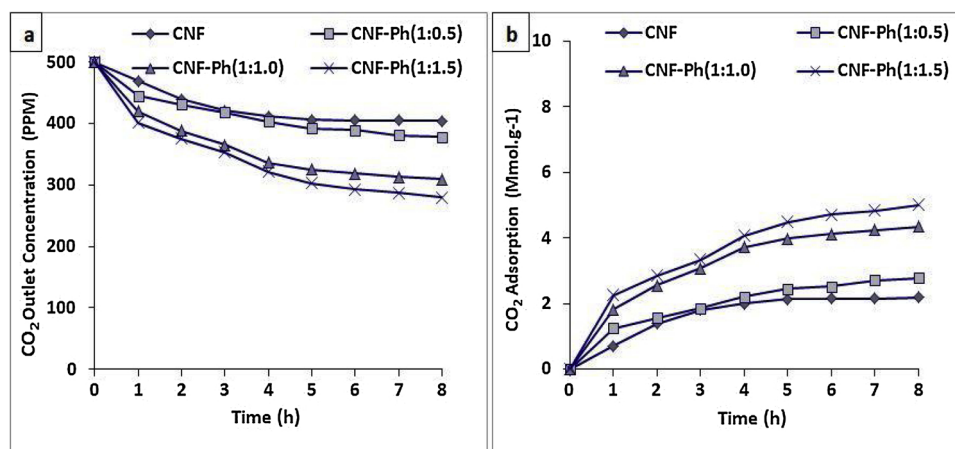 a
CNF
CNF-Ph(1:0.5)
CNF-Ph(1:1.0)
CNF-Ph(1:1.5)
500
400
300
200
100
0
CO2 Outlet Concentration (PPM)
0 1 2 3 4 5 6 7 8
Time (h)
b
CNF
CNF-Ph(1:0.5)
CNF-Ph(1:1.0)
CNF-Ph(1:1.5)
10
8
6
4
2
0
CO2 Adsorption (Mmol.g-1)
0 1 2 3 4 5 6 7 8
Time (h)